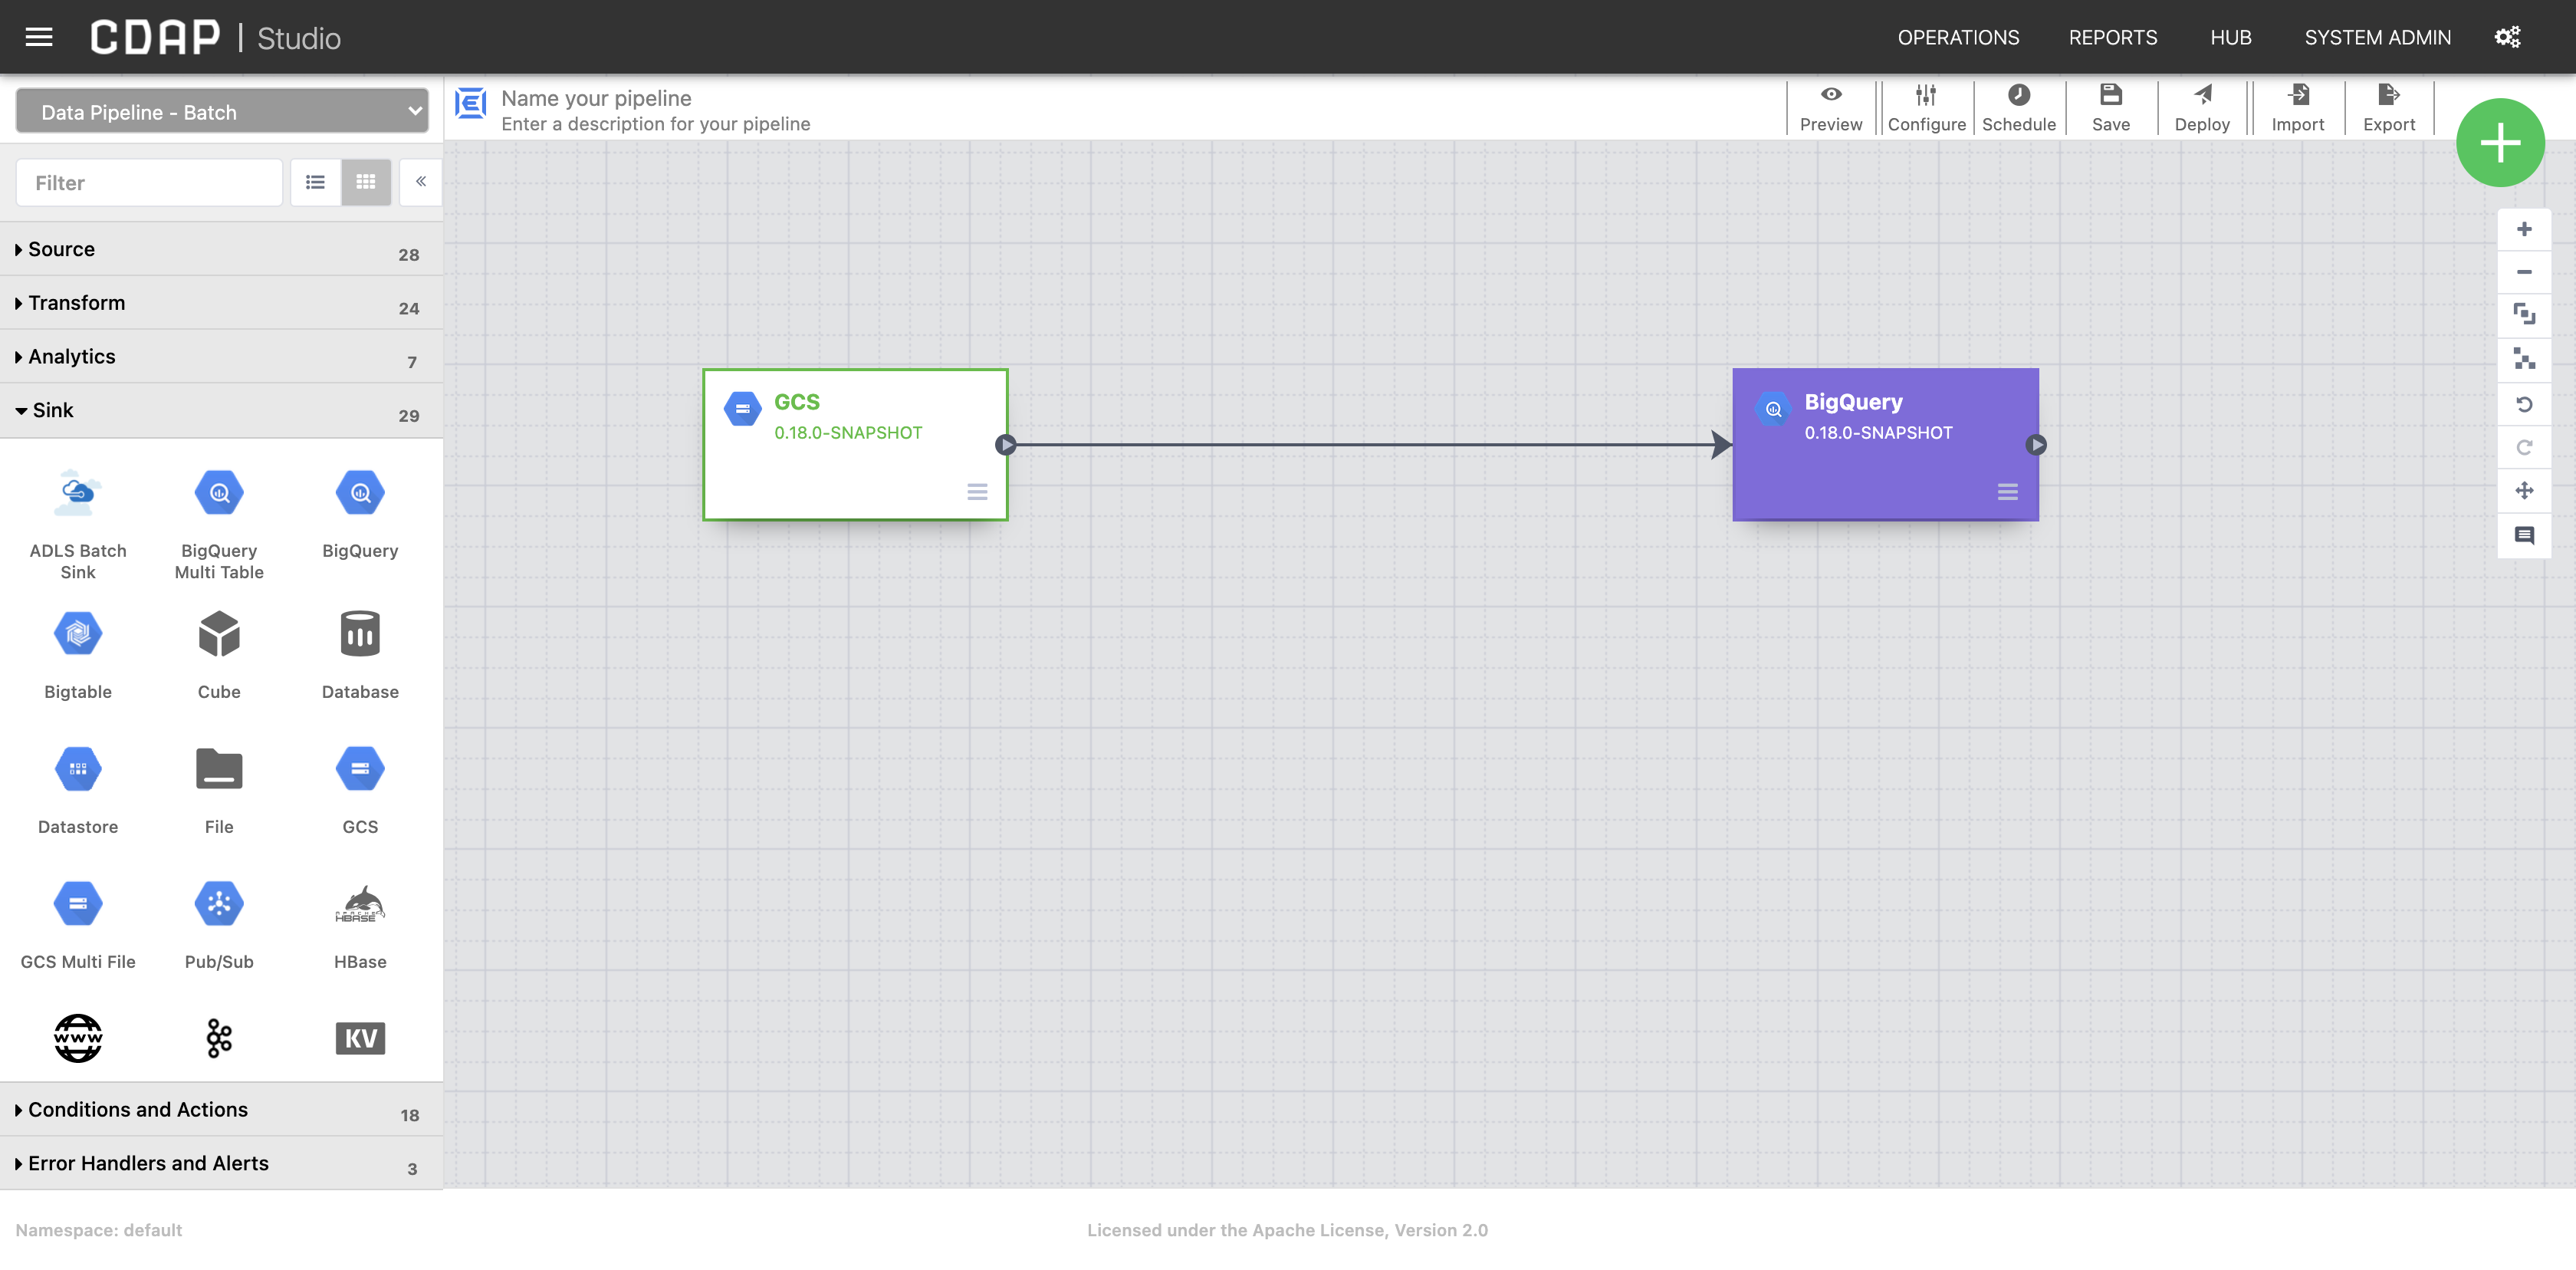 CDAP | Studio
OPERATIONS
REPORTS
HUB
SYSTEM ADMIN
Data Pipeline - Batch
Name your pipeline
Enter a description for your pipeline
Preview
Configure
Schedule
Save
Deploy
Import
Export
Filter
Source 28
Transform 24
Analytics 7
Sink 29
GCS
0.18.0-SNAPSHOT
BigQuery
0.18.0-SNAPSHOT
ADLS Batch
Sink
BigQuery
Multi Table
BigQuery
Bigtable
Cube
Database
Datastore
File
GCS
GCS Multi File
Pub/Sub
APACHE
HBASE
HBase
WWW
KV
Conditions and Actions 18
Error Handlers and Alerts 3
Namespace: default
Licensed under the Apache License, Version 2.0